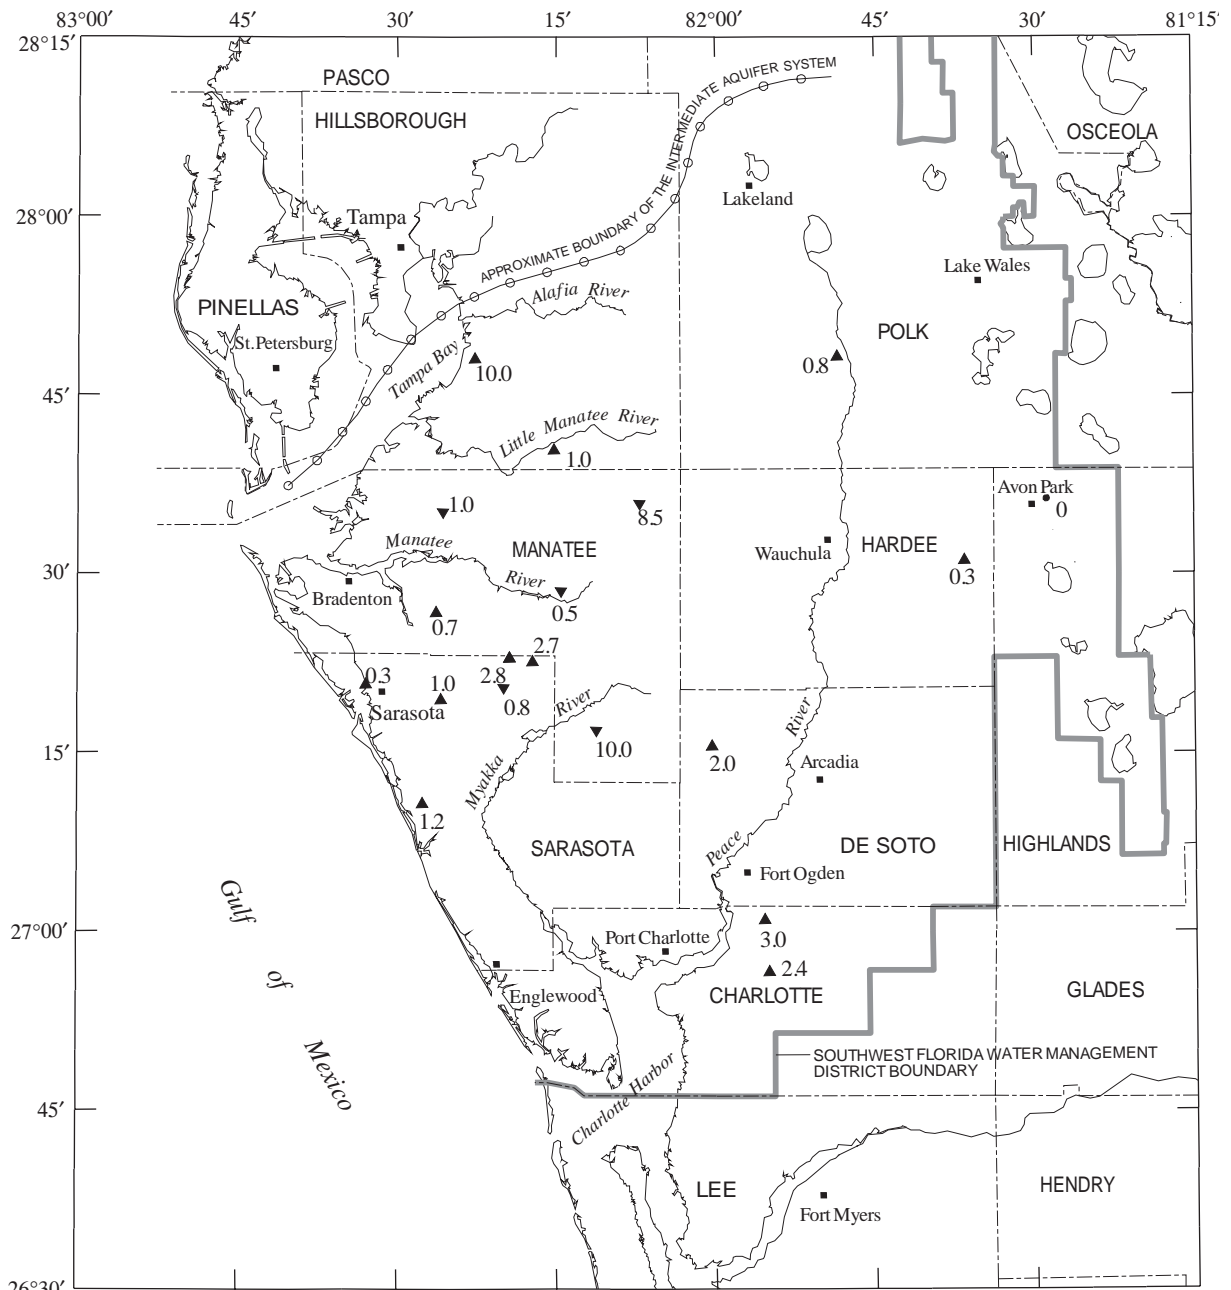 83°00′ 45′ 30′ 15′ 82°00′ 45′ 30′ 81°15′
28°15′
PASCO
HILLSBOROUGH
OSCEOLA
APPROXIMATE BOUNDARY OF THE INTERMEDIATE AQUIFER SYSTEM
Lakeland
28°00′
Tampa
Lake Wales
Alafia River
PINELLAS
POLK
St. Petersburg
Tampa Bay
10.0
0.8
45′
Little Manatee River
1.0
Avon Park
0
1.0
8.5
Manatee
River
MANATEE
Wauchula
HARDEE
0.3
30′
Bradenton
0.5
0.7
2.7
2.8
0.3
1.0
0.8
Sarasota
Myakka
River
10.0
2.0
15′
Arcadia
1.2
Peace
River
SARASOTA
DE SOTO
HIGHLANDS
Fort Ogden
Gulf
of
Mexico
27°00′
Port Charlotte
3.0
2.4
Englewood
CHARLOTTE
GLADES
SOUTHWEST FLORIDA WATER MANAGEMENT
DISTRICT BOUNDARY
Charlotte Harbor
45′
LEE
HENDRY
Fort Myers
26°30′